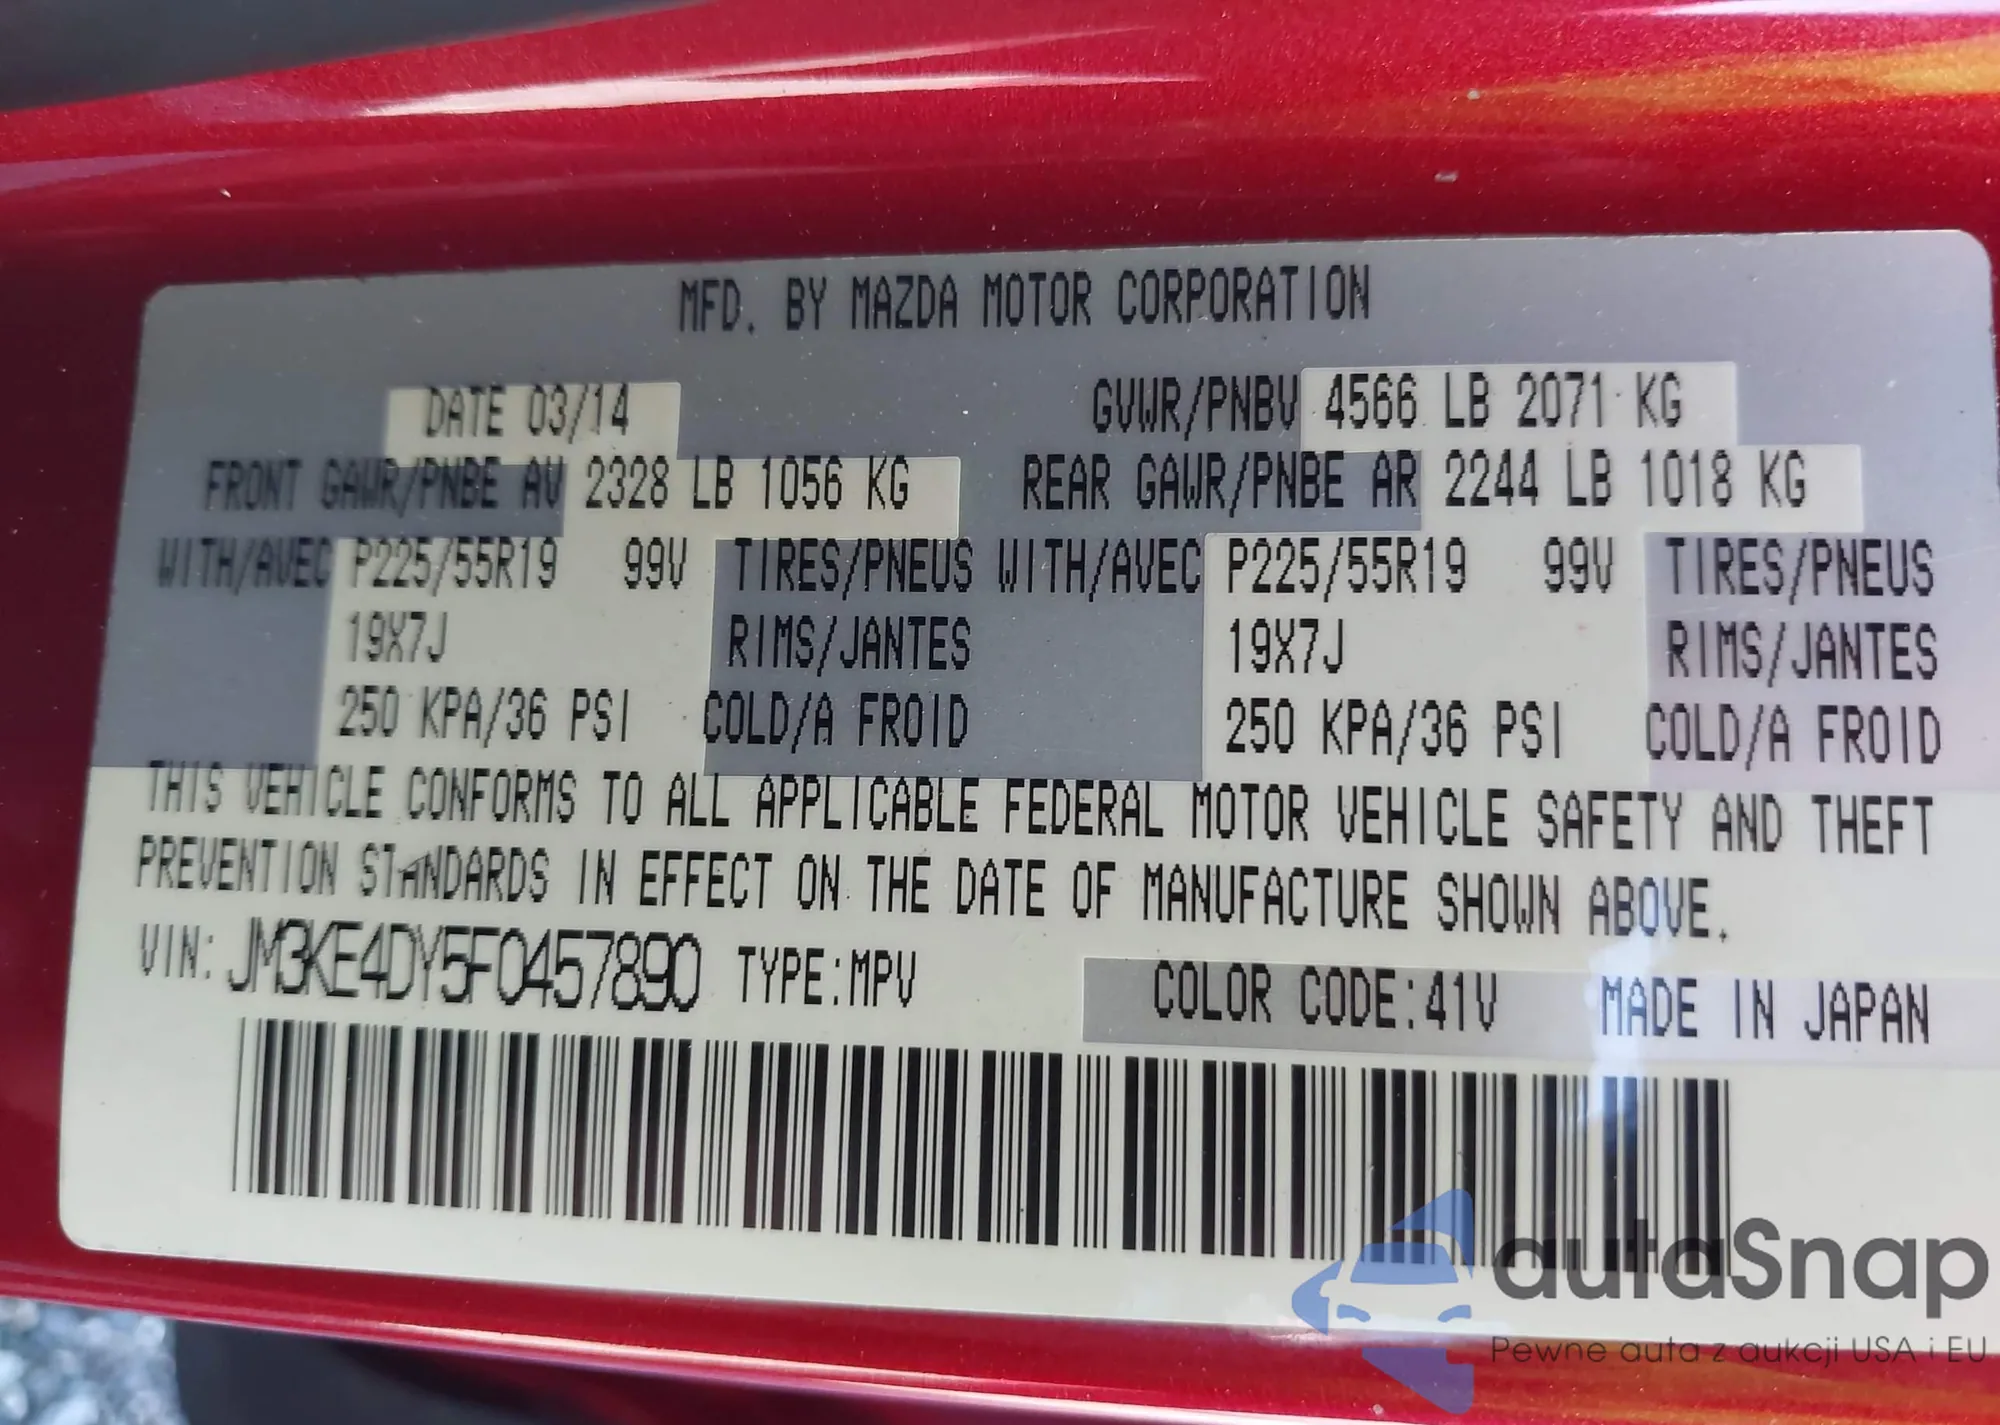 MFD. BY MAZDA MOTOR CORPORATION
DATE 03/14 GVWR/PNBV 4566 LB 2071 KG
FRONT GAWR/PNBE AV 2328 LB 1056 KG REAR GAWR/PNBE AR 2244 LB 1018 KG
WITH/AVEC P225/55R19 99V TIRES/PNEUS WITH/AVEC P225/55R19 99V TIRES/PNEUS
19X7J RIMS/JANTES 19X7J RIMS/JANTES
250 KPA/36 PSI COLD/A FROID 250 KPA/36 PSI COLD/A FROID
THIS VEHICLE CONFORMS TO ALL APPLICABLE FEDERAL MOTOR VEHICLE SAFETY AND THEFT
PREVENTION STANDARDS IN EFFECT ON THE DATE OF MANUFACTURE SHOWN ABOVE.
VIN: JM3KE4DY5F0457890 TYPE:MPV COLOR CODE:41V MADE IN JAPAN
autaSnap
Pewne auta z aukcji USA i EU